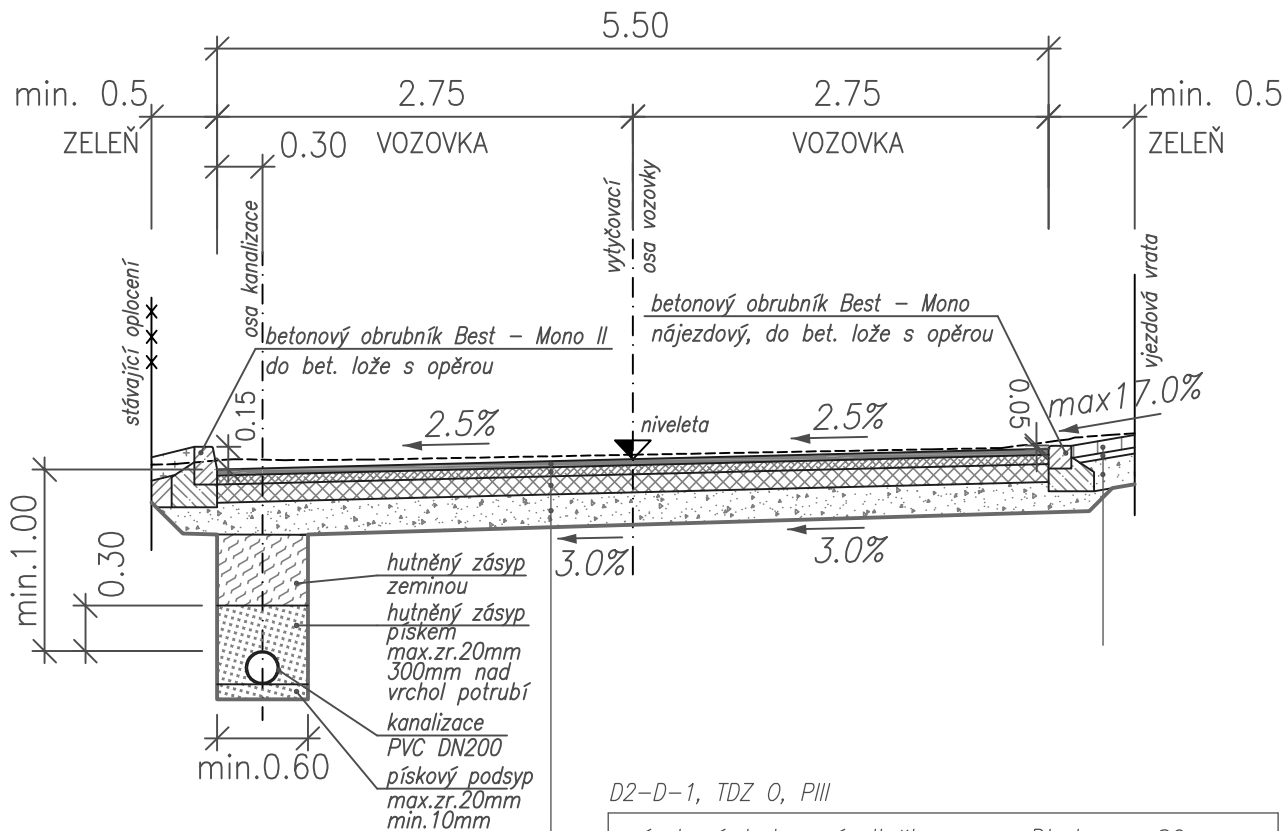 5.50
min. 0.5
2.75
2.75
min. 0.5
ZELEŇ
0.30
VOZOVKA
VOZOVKA
ZELEŇ
stávající oplocení
osa kanalizace
vytyčovací
osa vozovky
vjezdová vrata
betonový obrubník Best – Mono II
do bet. lože s opěrou
betonový obrubník Best – Mono
nájezdový, do bet. lože s opěrou
0.15
2.5%
niveleta
2.5%
0.05
max17.0%
min.1.00
0.30
3.0%
3.0%
hutněný zásyp
zeminou
hutněný zásyp
pískem
max.zr.20mm
300mm nad
vrchol potrubí
kanalizace
PVC DN200
min.0.60
pískový podsyp
max.zr.20mm
min.10mm
D2-D-1, TDZ O, PIII